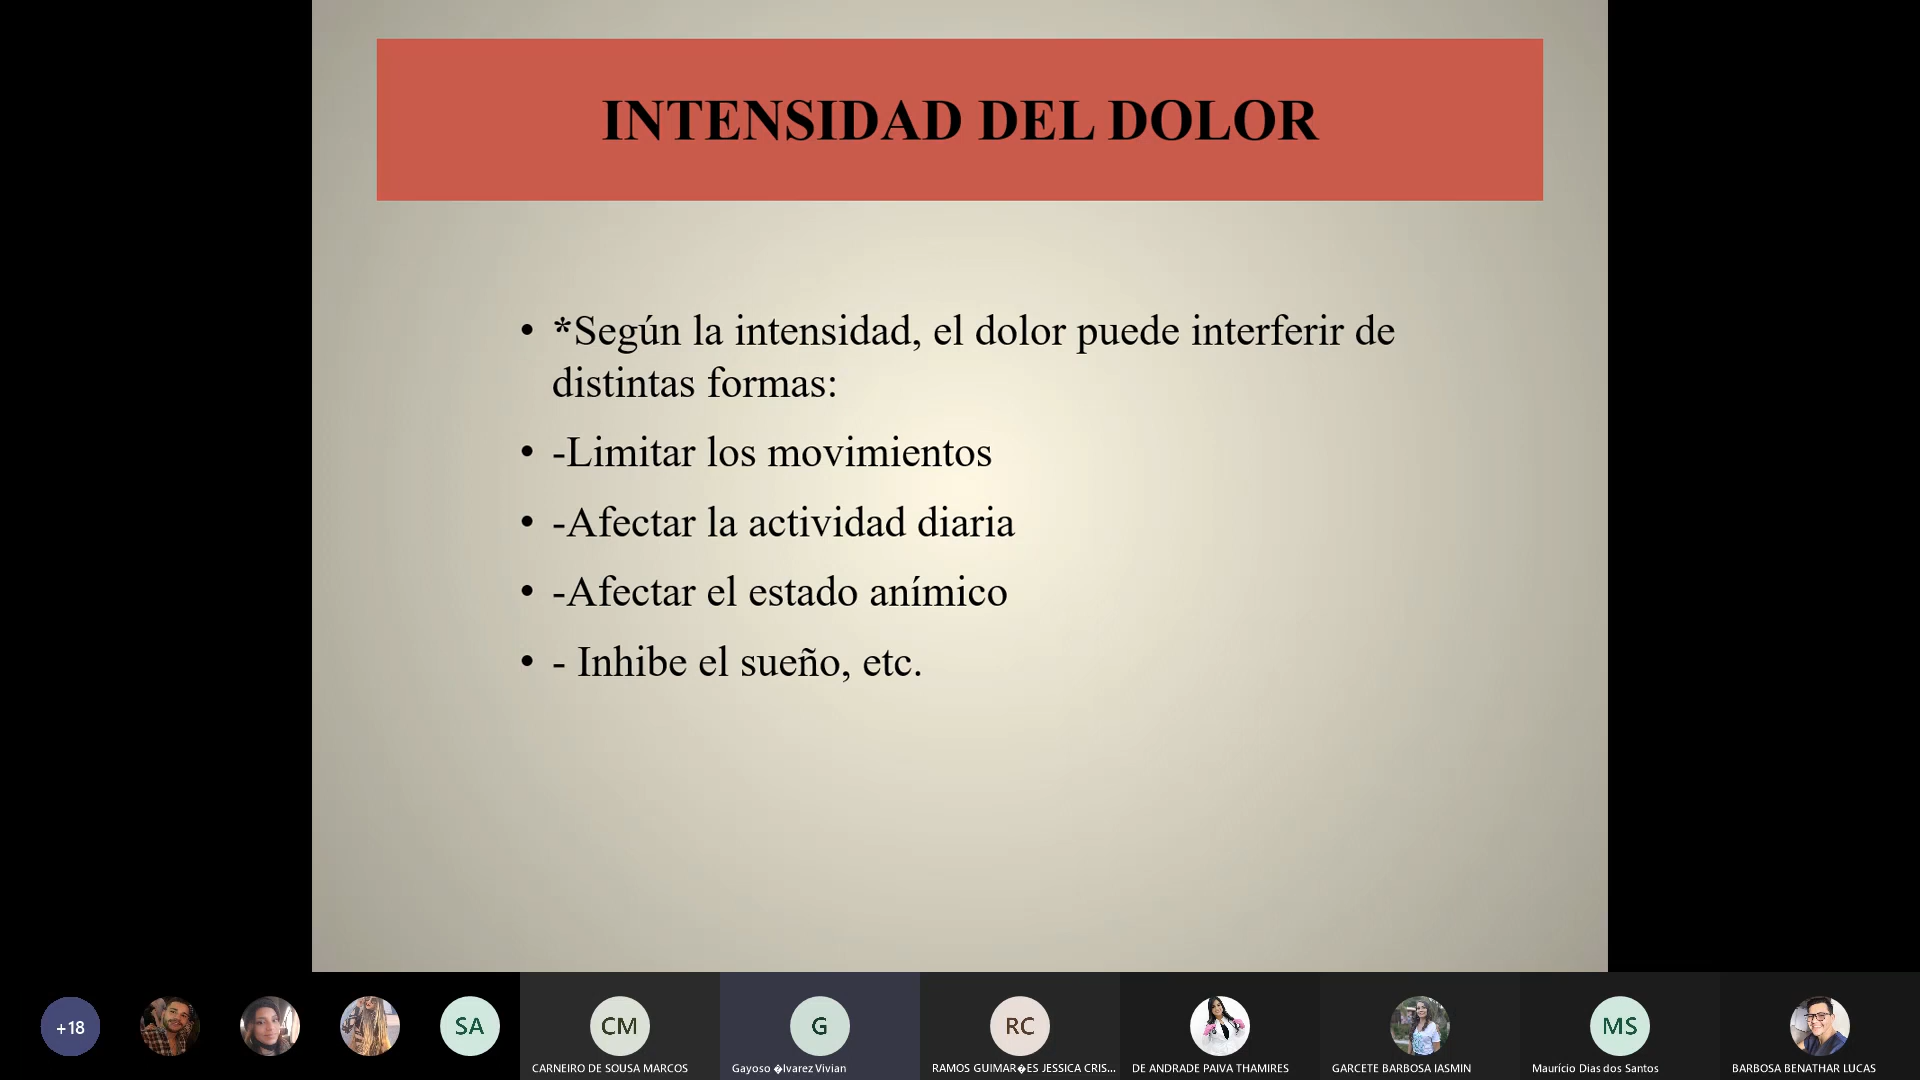 INTENSIDAD DEL DOLOR
• *Según la intensidad, el dolor puede interferir de
distintas formas:
• -Limitar los movimientos
• -Afectar la actividad diaria
• -Afectar el estado anímico
• - Inhibe el sueño, etc.
+18
SA
CM
G
RC
MS
CARNEIRO DE SOUSA MARCOS
Gayoso �lvarez Vivian
RAMOS GUIMAR�ES JESSICA CRIS...
DE ANDRADE PAIVA THAMIRES
GARCETE BARBOSA IASMIN
Maurício Dias dos Santos
BARBOSA BENATHAR LUCAS